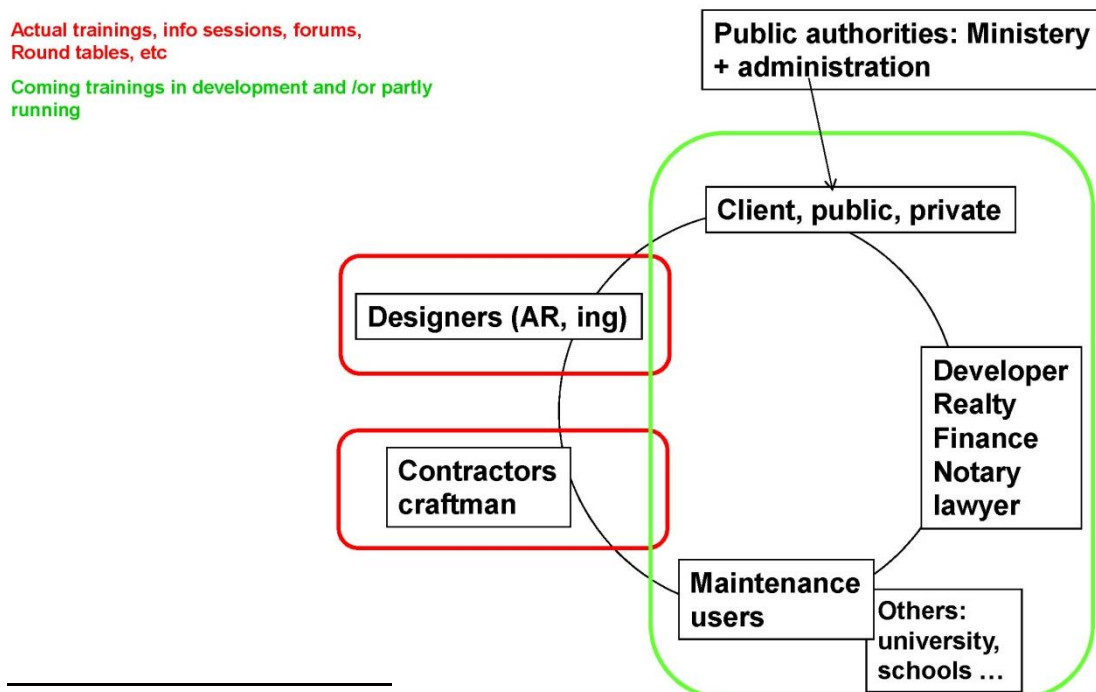 Actual trainings, info sessions, forums,
Round tables, etc
Coming trainings in development and /or partly
running
Public authorities: Ministery
+ administration
Client, public, private
Designers (AR, ing)
Developer
Realty
Finance
Notary
lawyer
Contractors
craftman
Maintenance
users
Others:
university,
schools ...